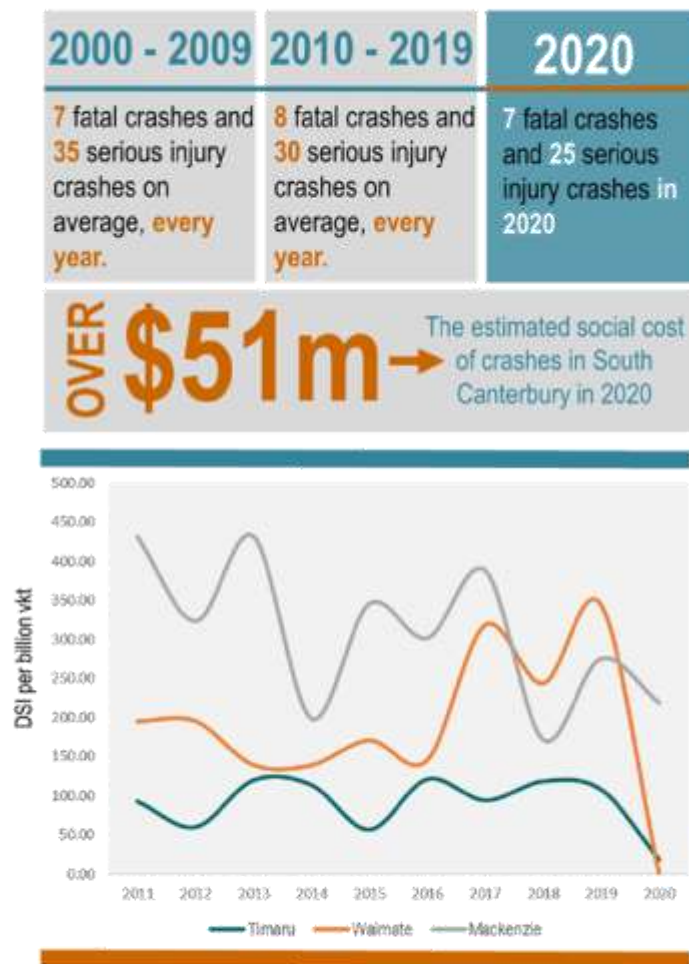 2000 - 2009
7 fatal crashes and
35 serious injury
crashes on
average, every
year.
2010 - 2019
8 fatal crashes and
30 serious injury
crashes on
average, every
year.
2020
7 fatal crashes
and 25 serious
injury crashes in
2020
OVER
$51m
The estimated social cost
of crashes in South
Canterbury in 2020
DSI per billion vkt
500.00
450.00
400.00
350.00
300.00
250.00
200.00
150.00
100.00
50.00
0.00
2011 2012 2013 2014 2015 2016 2017 2018 2019 2020
Timaru Waimate Mackenzie